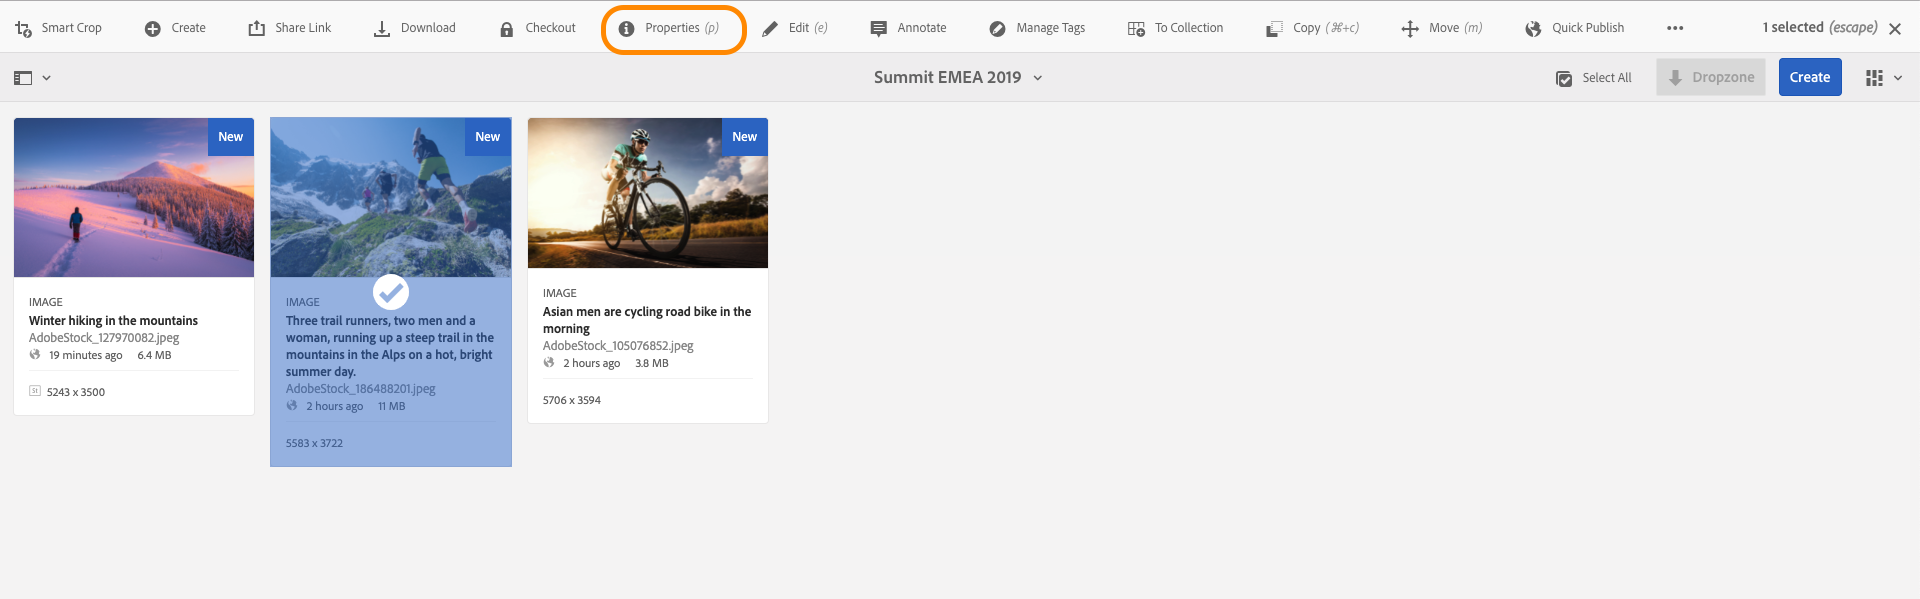 Smart Crop Create Share Link Download Checkout Properties (p) Edit (e) Annotate Manage Tags To Collection Copy (⌘+c) Move (m) Quick Publish ••• 1 selected (escape)
Summit EMEA 2019 Select All Dropzone Create
New
IMAGE
Winter hiking in the mountains
AdobeStock_127970082.jpeg
19 minutes ago 6.4 MB
St 5243 x 3500
New
IMAGE
Three trail runners, two men and a
woman, running up a steep trail in the
mountains in the Alps on a hot, bright
summer day.
AdobeStock_186488201.jpeg
2 hours ago 11 MB
5583 x 3722
New
IMAGE
Asian men are cycling road bike in the
morning
AdobeStock_105076852.jpeg
2 hours ago 3.8 MB
5706 x 3594